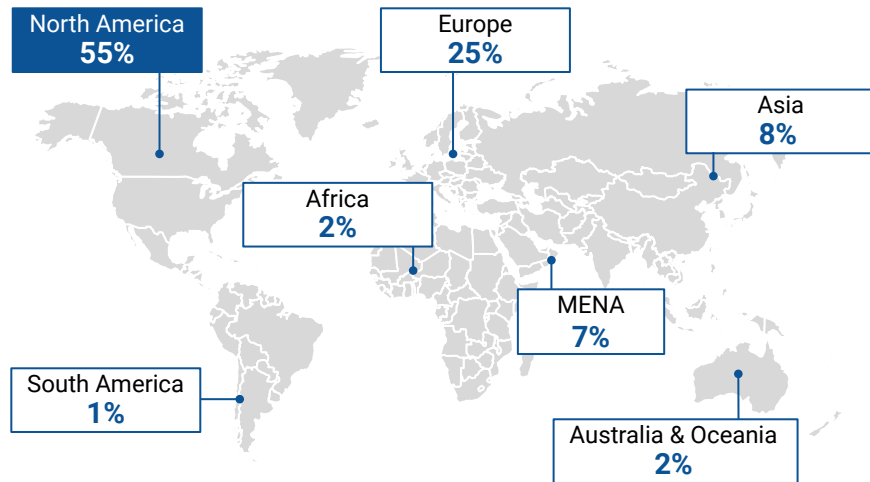 North America
55%
Europe
25%
Asia
8%
Africa
2%
MENA
7%
South America
1%
Australia & Oceania
2%